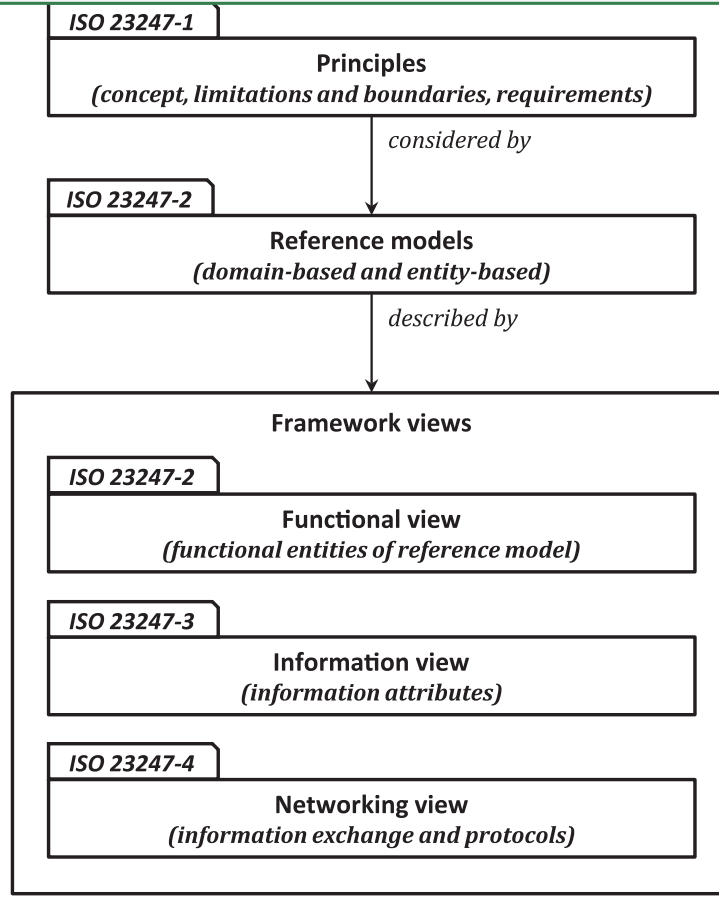 ISO 23247-1
Principles
(concept, limitations and boundaries, requirements)
considered by
ISO 23247-2
Reference models
(domain-based and entity-based)
described by
Framework views
ISO 23247-2
Functional view
(functional entities of reference model)
ISO 23247-3
Information view
(information attributes)
ISO 23247-4
Networking view
(information exchange and protocols)